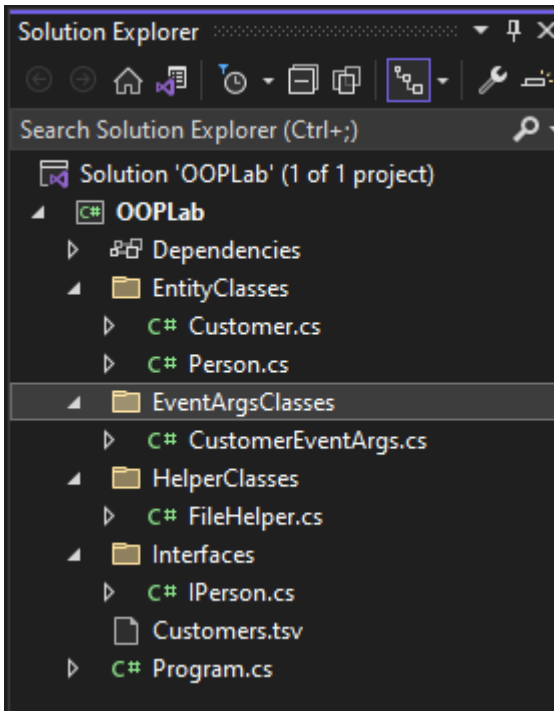 Solution Explorer
Search Solution Explorer (Ctrl+;)
Solution 'OOPLab' (1 of 1 project)
C# OOPLab
Dependencies
EntityClasses
C# Customer.cs
C# Person.cs
EventArgsClasses
C# CustomerEventArgs.cs
HelperClasses
C# FileHelper.cs
Interfaces
C# IPerson.cs
Customers.tsv
C# Program.cs